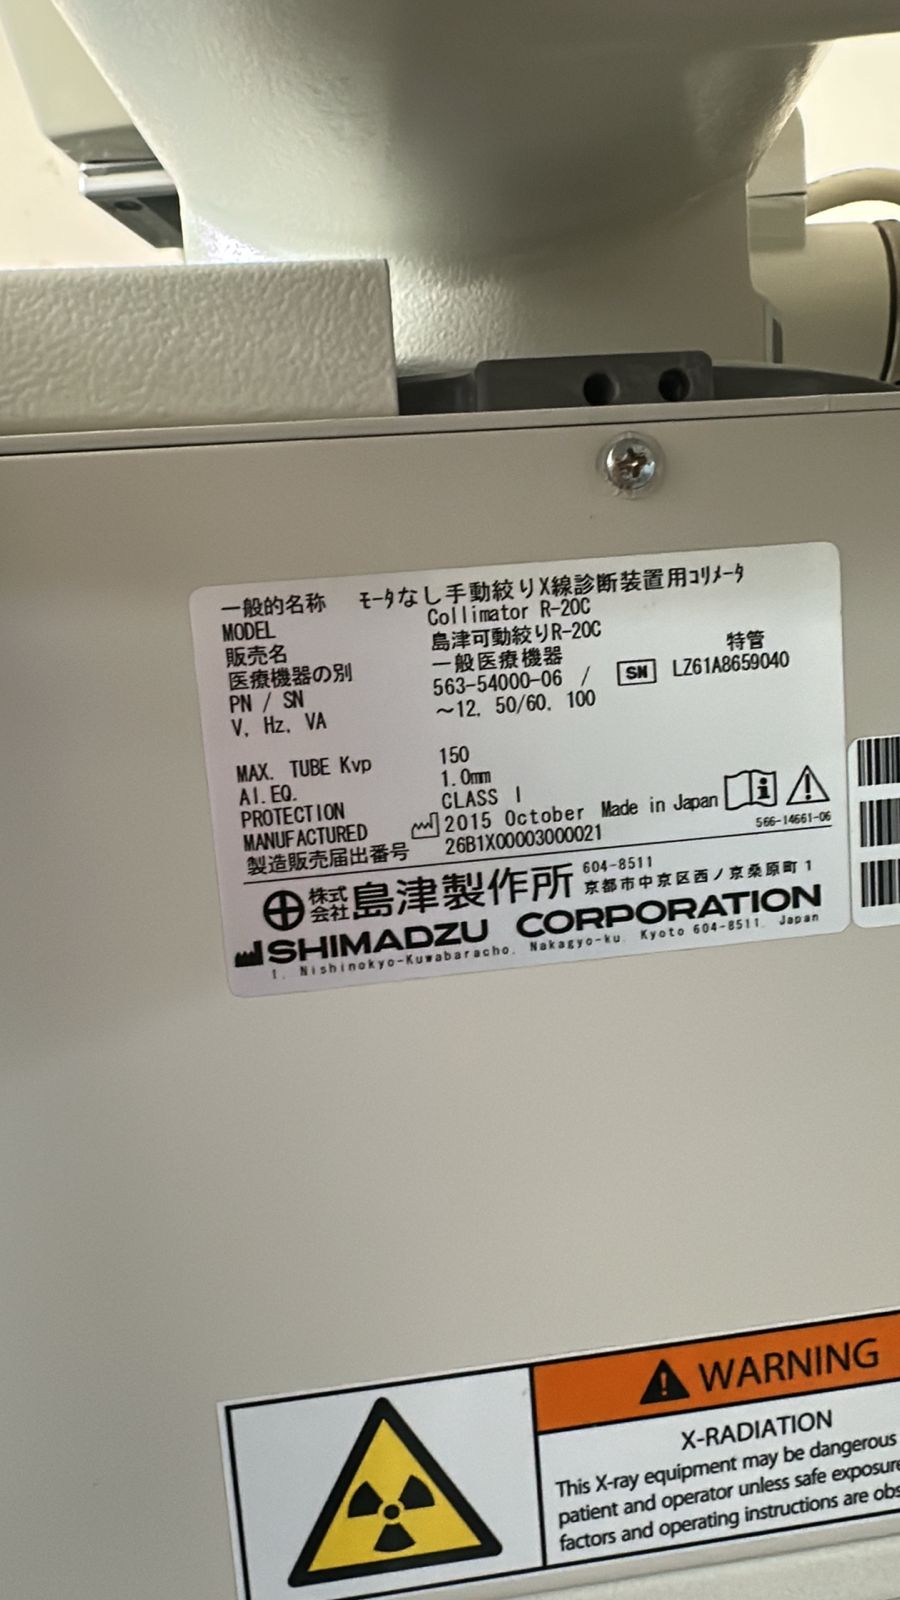 一般的名称 モータなし手動絞りX線診断装置用コリメータ
MODEL Collimator R-20C
販売名 島津可動絞りR-20C
医療機器の別 一般医療機器 特管
PN / SN 563-54000-06 / SN LZ61A8659040
V, Hz, VA ～12, 50/60, 100
MAX. TUBE Kvp 150
Al.EQ. 1.0mm
PROTECTION CLASS I
MANUFACTURED 2015 October Made in Japan
製造販売届出番号 26B1X00003000021 566-14661-06
株式会社 島津製作所 604-8511
京都市中京区西ノ京桑原町1
SHIMADZU CORPORATION
1, Nishinokyo-Kuwabaracho, Nakagyo-ku, Kyoto 604-8511, Japan
WARNING
X-RADIATION
This X-ray equipment may be dangerous
patient and operator unless safe exposure
factors and operating instructions are obs